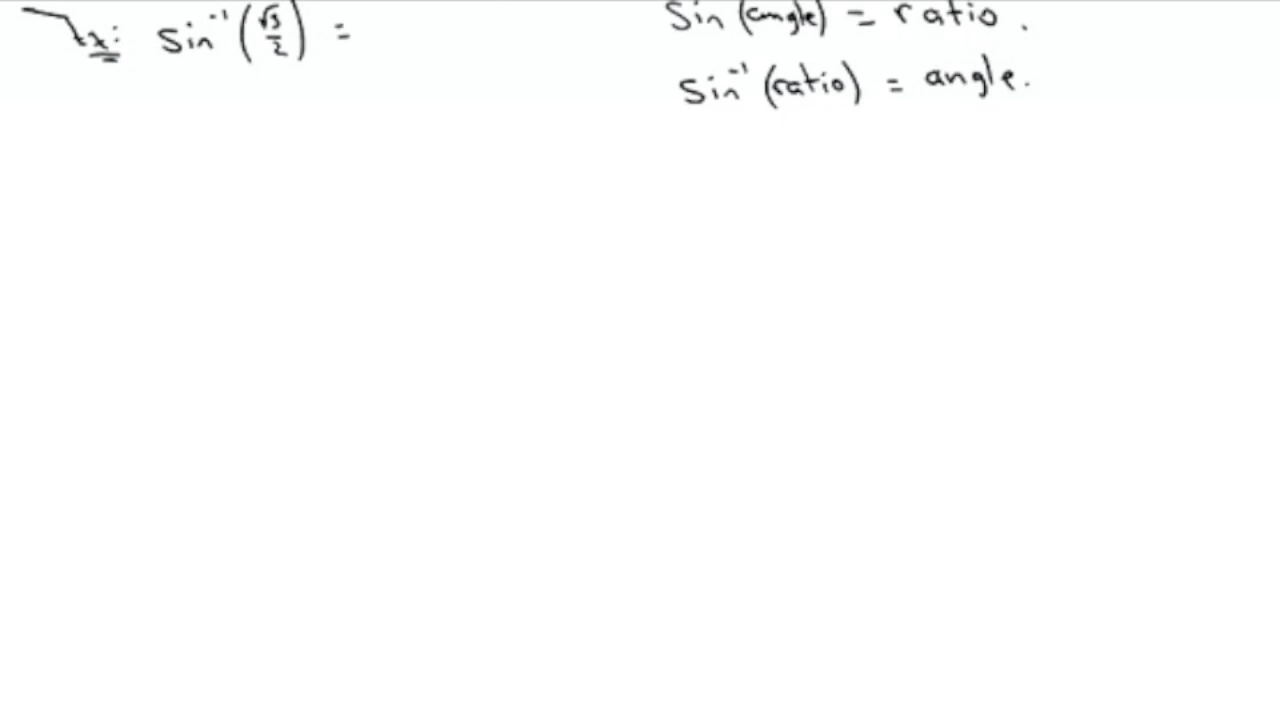 Ex: Sin⁻¹(√3/2) =
Sin (angle) = ratio.
Sin⁻¹ (ratio) = angle.